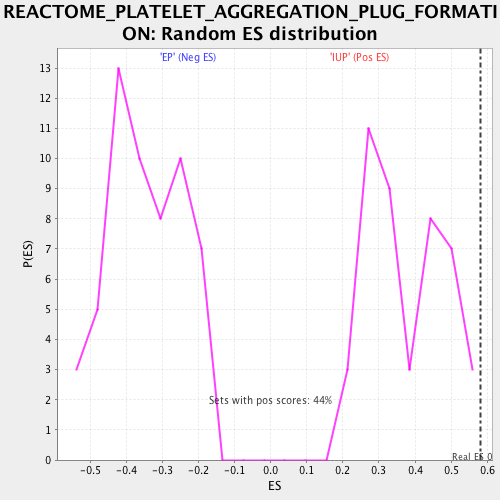 REACTOME_PLATELET_AGGREGATION_PLUG_FORMATI
ON: Random ES distribution
'EP' (Neg ES)
'IUP' (Pos ES)
13
12
11
10
9
8
7
6
5
4
3
2
1
0
P(ES)
Sets with pos scores: 44%
Real ES 0
-0.5 -0.4 -0.3 -0.2 -0.1 0.0 0.1 0.2 0.3 0.4 0.5 0.6
ES